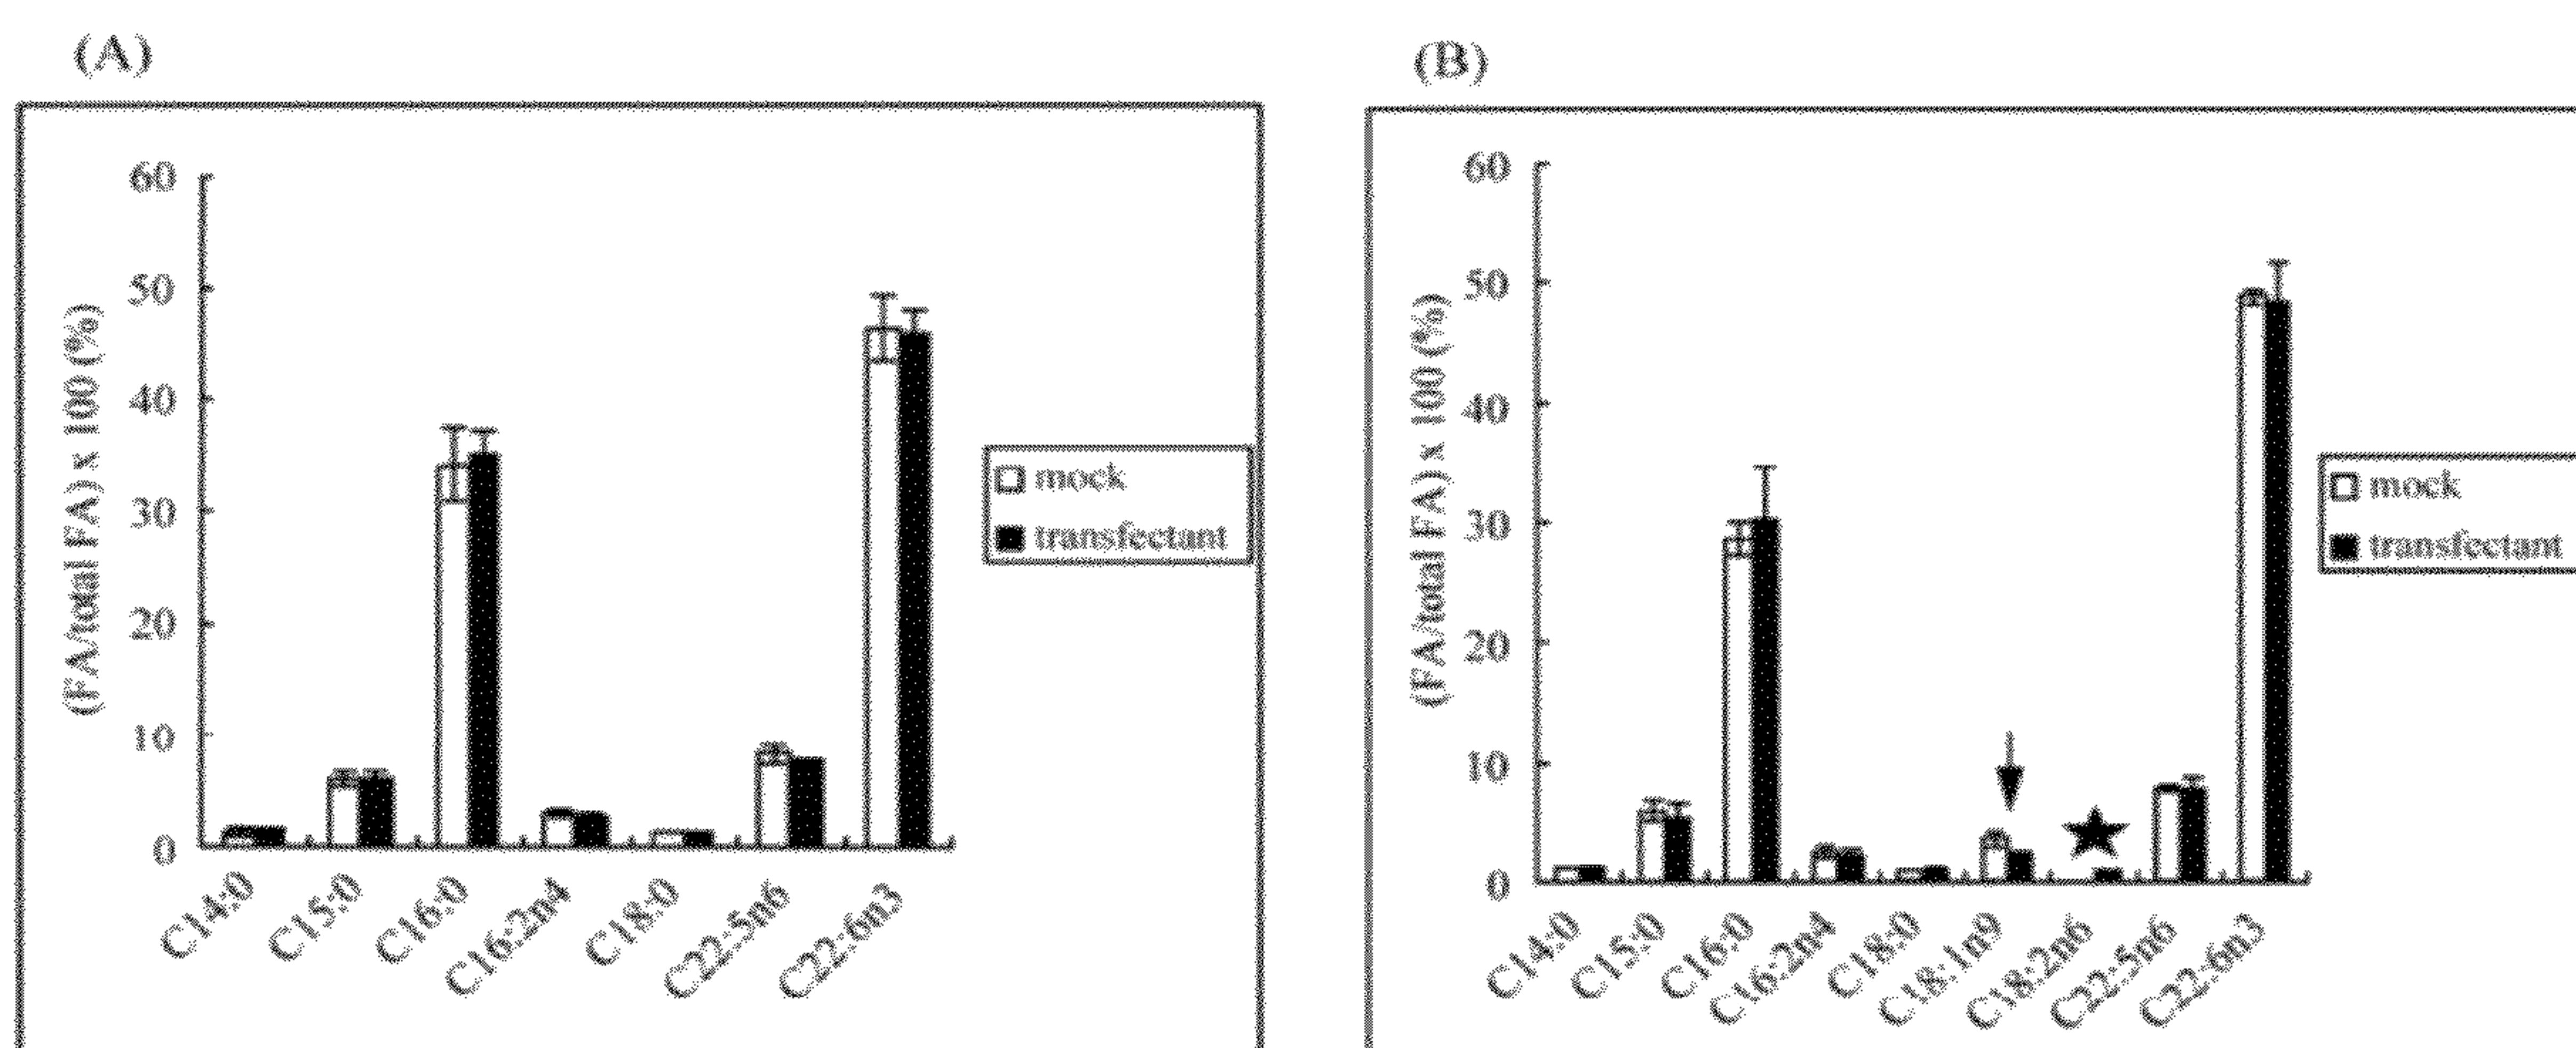 (A)
(FA/total FA) x 100 (%)
60
50
40
30
20
10
0
C14:0
C15:0
C16:0
C16:2n4
C18:0
C22:5n6
C22:6n3
mock
transfectant
(B)
(FA/total FA) x 100 (%)
60
50
40
30
20
10
0
C14:0
C15:0
C16:0
C16:2n4
C18:0
C18:1n9
C18:2n6
C22:5n6
C22:6n3
mock
transfectant